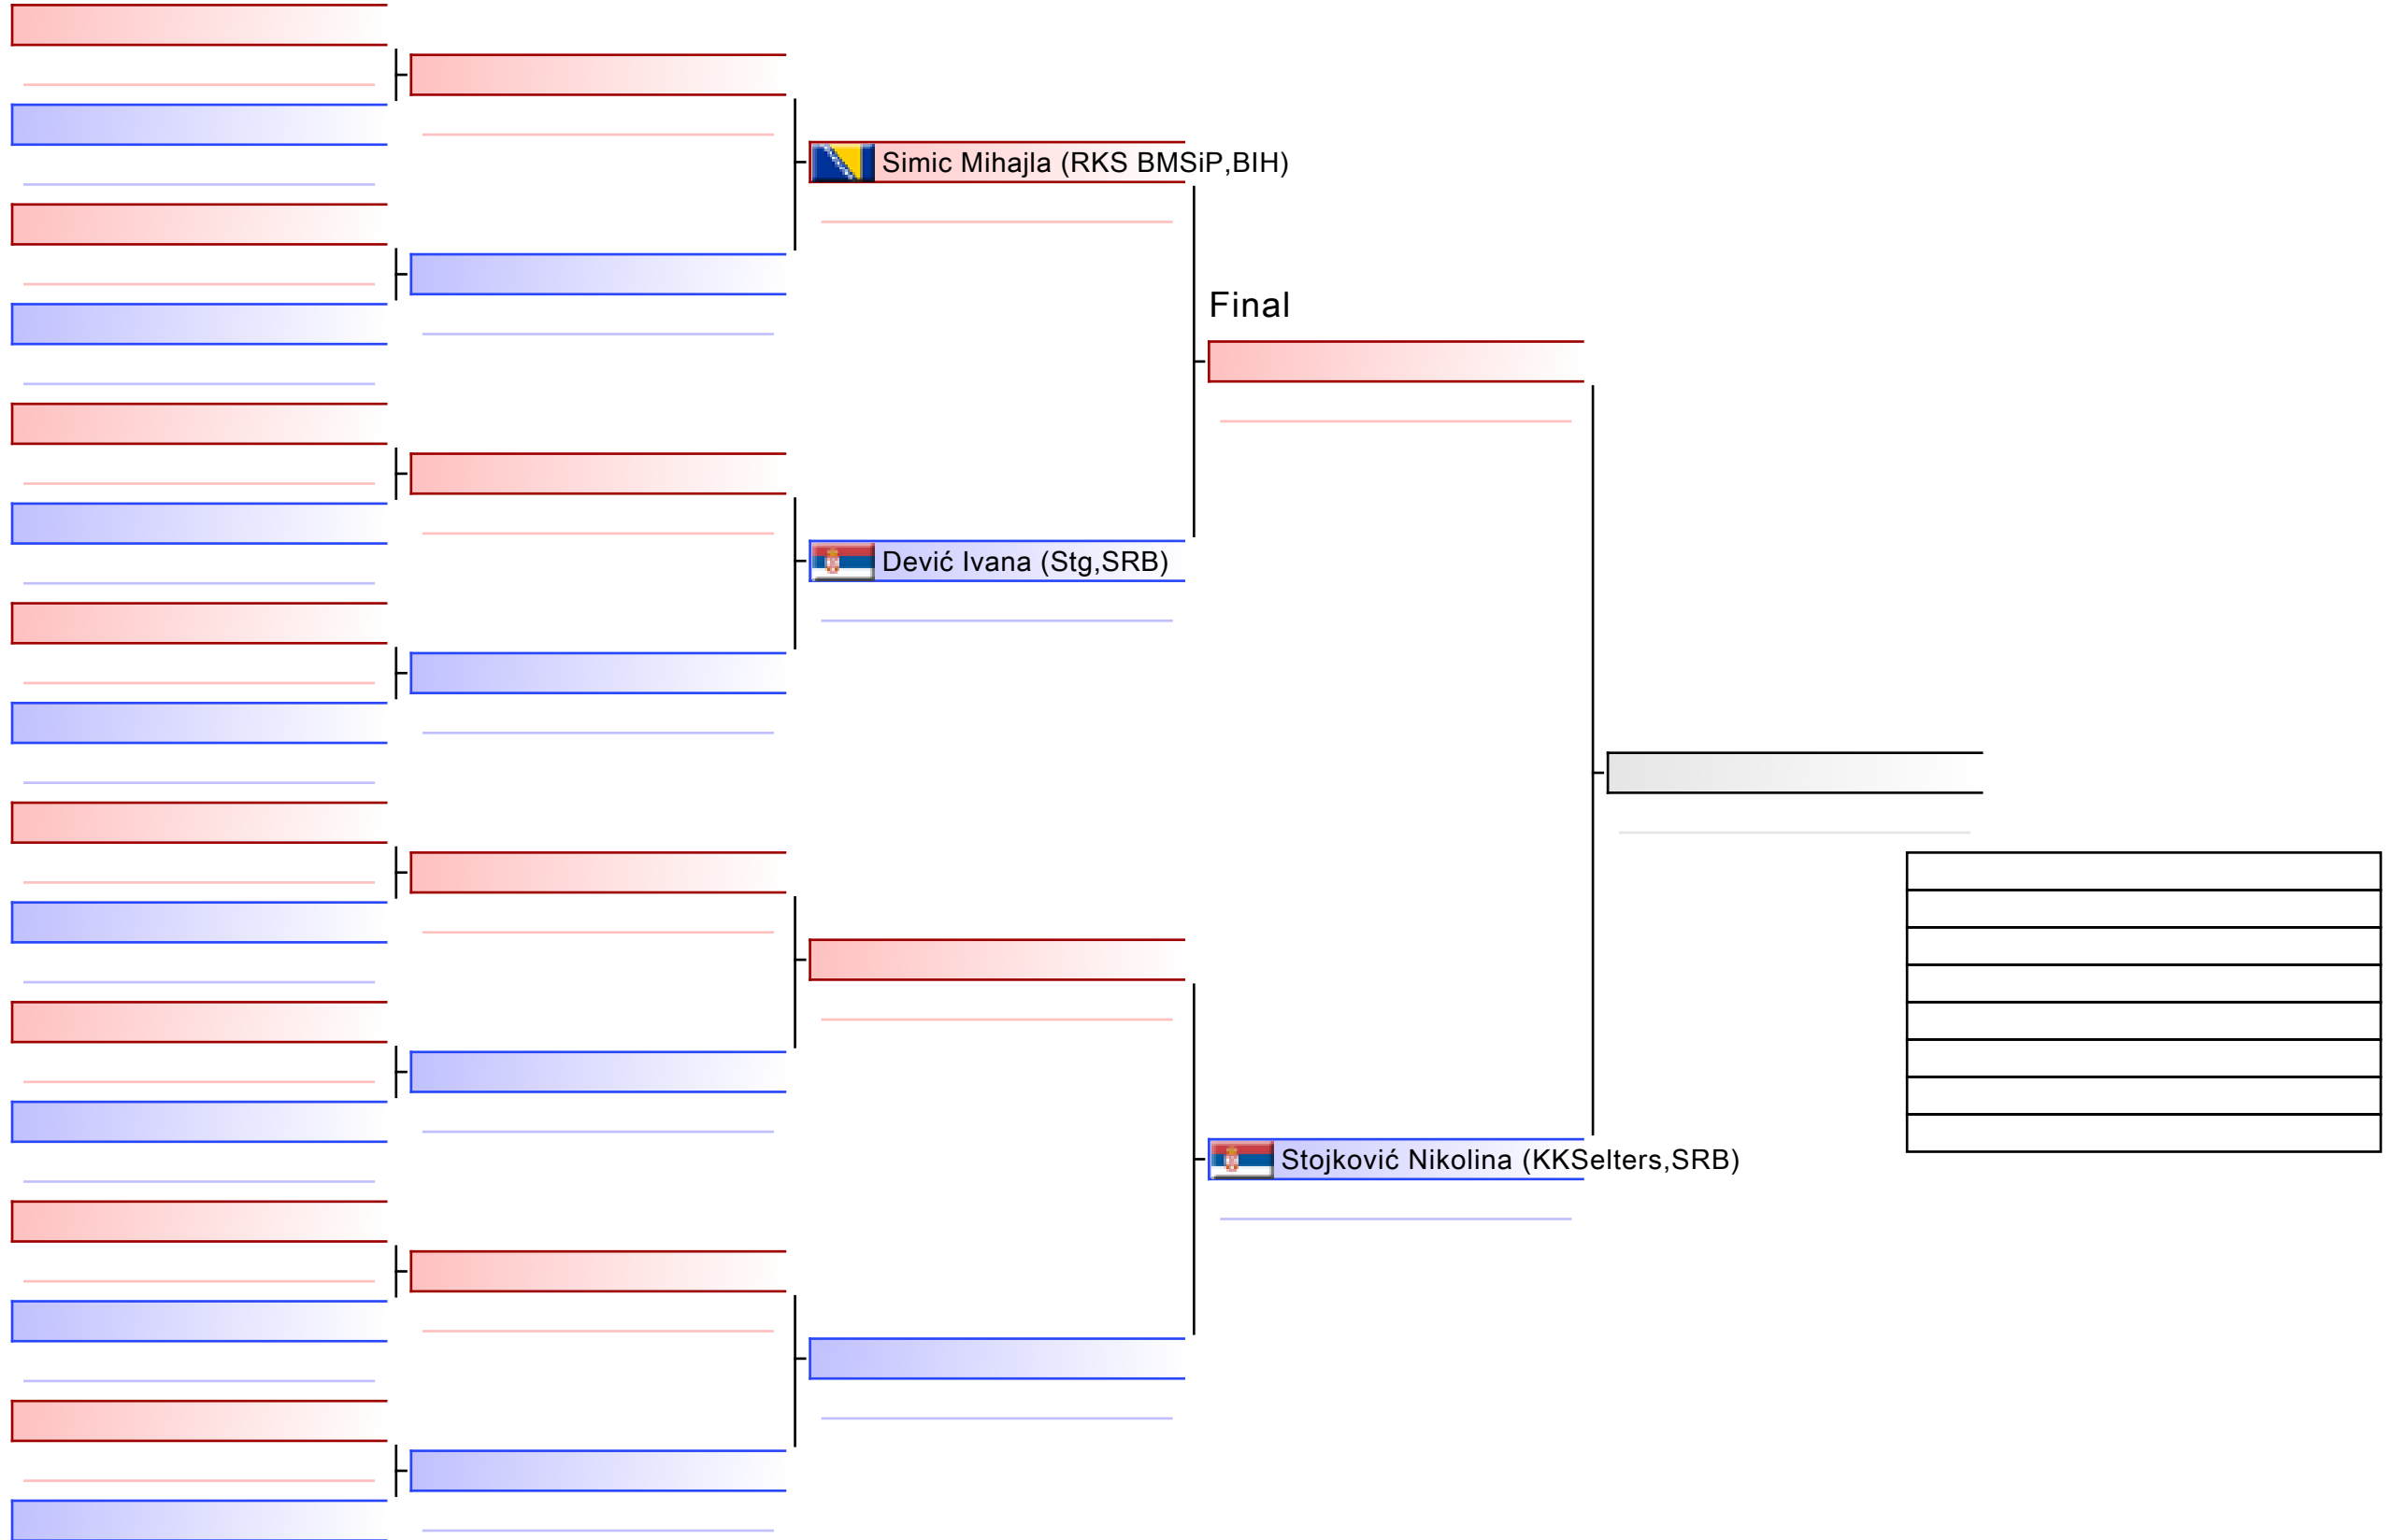 Simic Mihajla (RKS BMSiP,BIH)
Final
Dević Ivana (Stg,SRB)
Stojković Nikolina (KKSelters,SRB)